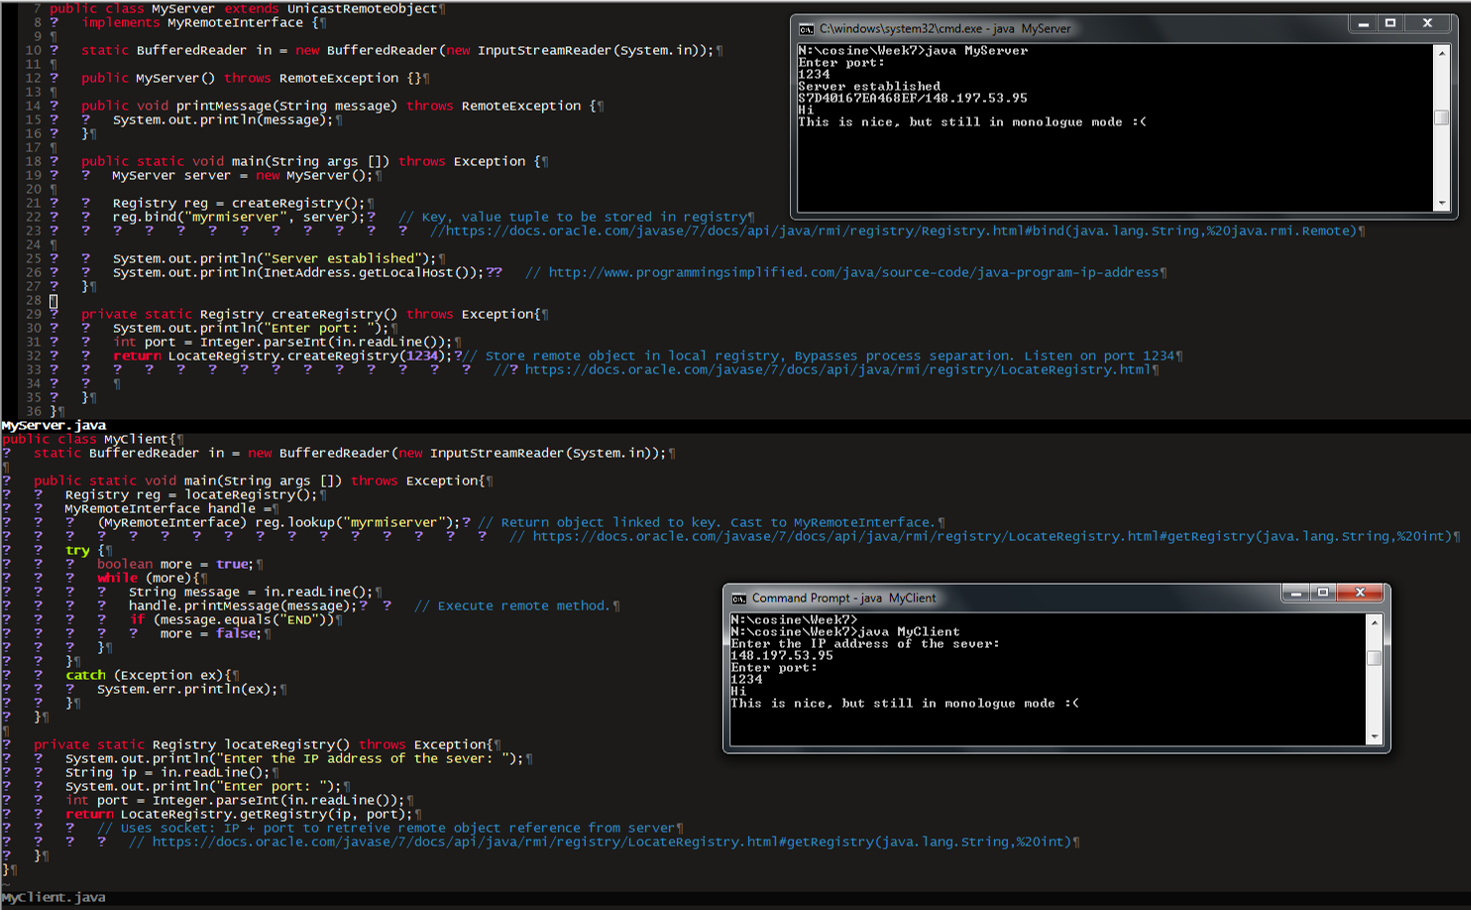 7 public class MyServer extends UnicastRemoteObject¶
8 ? implements MyRemoteInterface {¶
9 ¶
10 ? static BufferedReader in = new BufferedReader(new InputStreamReader(System.in));¶
11 ¶
12 ? public MyServer() throws RemoteException {}¶
13 ¶
14 ? public void printMessage(String message) throws RemoteException {¶
15 ? ? System.out.println(message);¶
16 ? }¶
17 ¶
18 ? public static void main(String args []) throws Exception {¶
19 ? ? MyServer server = new MyServer();¶
20 ¶
21 ? ? Registry reg = createRegistry();¶
22 ? ? reg.bind("myrmiserver", server);? // Key, value tuple to be stored in registry¶
23 ? ? ? ? ? ? ? ? ? ? ? ? //https://docs.oracle.com/javase/7/docs/api/java/rmi/registry/Registry.html#bind(java.lang.String,%20java.rmi.Remote)¶
24 ¶
25 ? ? System.out.println("Server established");¶
26 ? ? System.out.println(InetAddress.getLocalHost());?? // http://www.programmingsimplified.com/java/source-code/java-program-ip-address¶
27 ? }¶
28 ¶
29 ? private static Registry createRegistry() throws Exception{¶
30 ? ? System.out.println("Enter port: ");¶
31 ? ? int port = Integer.parseInt(in.readLine());¶
32 ? ? return LocateRegistry.createRegistry(1234);?// Store remote object in local registry, Bypasses process separation. Listen on port 1234¶
33 ? ? ? ? ? ? ? ? ? ? ? ? ? ? //? https://docs.oracle.com/javase/7/docs/api/java/rmi/registry/LocateRegistry.html¶
34 ? ? ¶
35 ? }¶
36 }¶
MyServer.java
C:\windows\system32\cmd.exe - java MyServer
N:\cosine\Week7>java MyServer
Enter port:
1234
Server established
S7D40167EA468EF/148.197.53.95
Hi
This is nice, but still in monologue mode :(
public class MyClient{¶
? static BufferedReader in = new BufferedReader(new InputStreamReader(System.in));¶
¶
? public static void main(String args []) throws Exception{¶
? ? Registry reg = locateRegistry();¶
? ? MyRemoteInterface handle =¶
? ? ? (MyRemoteInterface) reg.lookup("myrmiserver");? // Return object linked to key. Cast to MyRemoteInterface.¶
? ? ? ? ? ? ? ? ? ? ? ? ? ? ? ? // https://docs.oracle.com/javase/7/docs/api/java/rmi/registry/LocateRegistry.html#getRegistry(java.lang.String,%20int)¶
? ? try {¶
? ? ? boolean more = true;¶
? ? ? while (more){¶
? ? ? ? String message = in.readLine();¶
? ? ? ? handle.printMessage(message);? ? // Execute remote method.¶
? ? ? ? if (message.equals("END"))¶
? ? ? ? ? more = false;¶
? ? ? }¶
? ? }¶
? ? catch (Exception ex){¶
? ? ? System.err.println(ex);¶
? ? }¶
? }¶
¶
? private static Registry locateRegistry() throws Exception{¶
? ? System.out.println("Enter the IP address of the sever: ");¶
? ? String ip = in.readLine();¶
? ? System.out.println("Enter port: ");¶
? ? int port = Integer.parseInt(in.readLine());¶
? ? return LocateRegistry.getRegistry(ip, port);¶
? ? ? // Uses socket: IP + port to retreive remote object reference from server¶
? ? ? ? // https://docs.oracle.com/javase/7/docs/api/java/rmi/registry/LocateRegistry.html#getRegistry(java.lang.String,%20int)¶
? }¶
}¶
~
MyClient.java
Command Prompt - java MyClient
N:\cosine\Week7>
N:\cosine\Week7>java MyClient
Enter the IP address of the sever:
148.197.53.95
Enter port:
1234
Hi
This is nice, but still in monologue mode :(